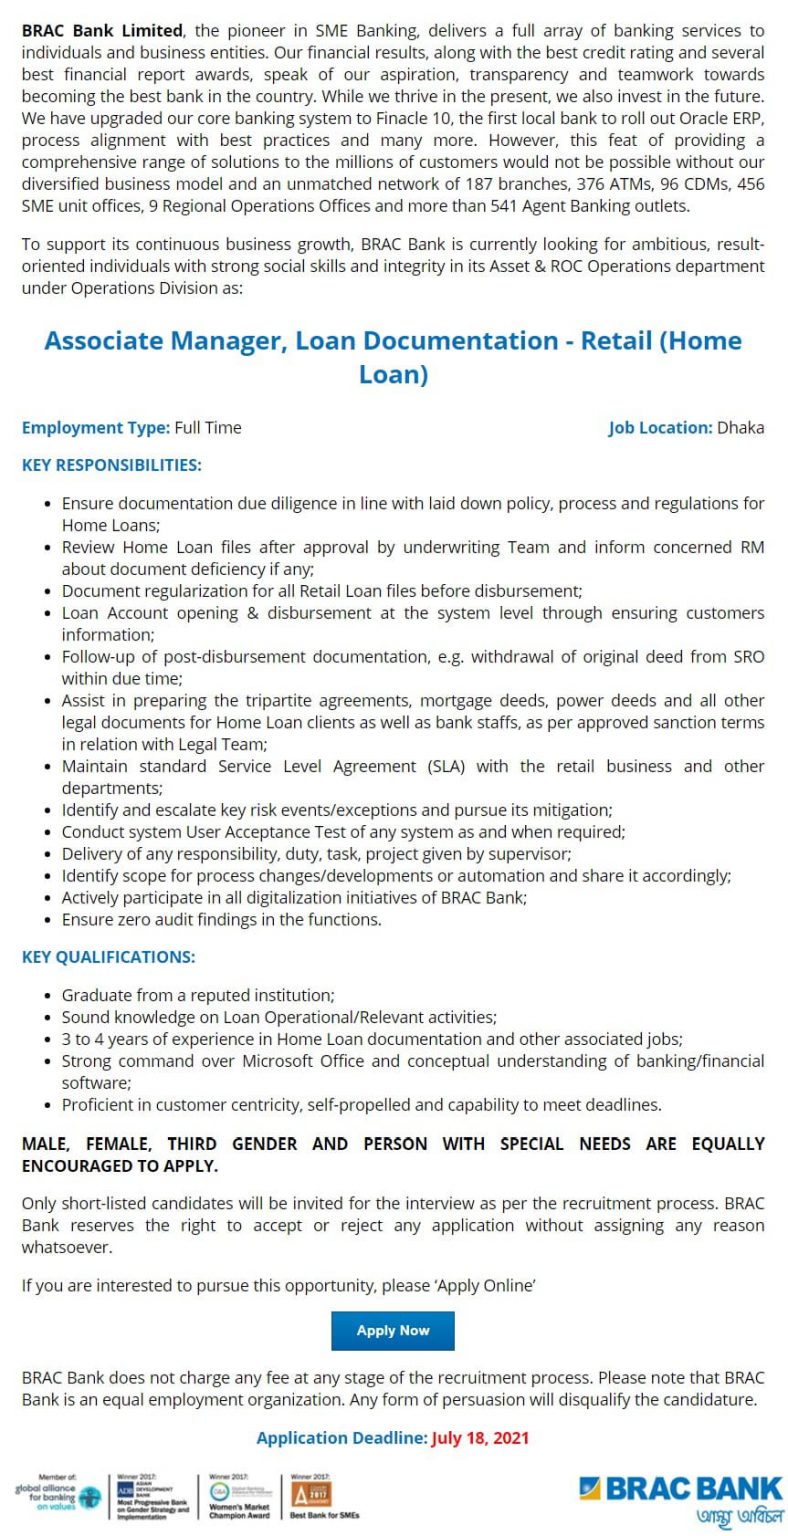 BRAC Bank Limited, the pioneer in SME Banking, delivers a full array of banking services to
individuals and business entities. Our financial results, along with the best credit rating and several
best financial report awards, speak of our aspiration, transparency and teamwork towards
becoming the best bank in the country. While we thrive in the present, we also invest in the future.
We have upgraded our core banking system to Finacle 10, the first local bank to roll out Oracle ERP,
process alignment with best practices and many more. However, this feat of providing a
comprehensive range of solutions to the millions of customers would not be possible without our
diversified business model and an unmatched network of 187 branches, 376 ATMs, 96 CDMs, 456
SME unit offices, 9 Regional Operations Offices and more than 541 Agent Banking outlets.
To support its continuous business growth, BRAC Bank is currently looking for ambitious, result-
oriented individuals with strong social skills and integrity in its Asset & ROC Operations department
under Operations Division as:
Associate Manager, Loan Documentation - Retail (Home
Loan)
Employment Type: Full Time Job Location: Dhaka
KEY RESPONSIBILITIES:
• Ensure documentation due diligence in line with laid down policy, process and regulations for
Home Loans;
• Review Home Loan files after approval by underwriting Team and inform concerned RM
about document deficiency if any;
• Document regularization for all Retail Loan files before disbursement;
• Loan Account opening & disbursement at the system level through ensuring customers
information;
• Follow-up of post-disbursement documentation, e.g. withdrawal of original deed from SRO
within due time;
• Assist in preparing the tripartite agreements, mortgage deeds, power deeds and all other
legal documents for Home Loan clients as well as bank staffs, as per approved sanction terms
in relation with Legal Team;
• Maintain standard Service Level Agreement (SLA) with the retail business and other
departments;
• Identify and escalate key risk events/exceptions and pursue its mitigation;
• Conduct system User Acceptance Test of any system as and when required;
• Delivery of any responsibility, duty, task, project given by supervisor;
• Identify scope for process changes/developments or automation and share it accordingly;
• Actively participate in all digitalization initiatives of BRAC Bank;
• Ensure zero audit findings in the functions.
KEY QUALIFICATIONS:
• Graduate from a reputed institution;
• Sound knowledge on Loan Operational/Relevant activities;
• 3 to 4 years of experience in Home Loan documentation and other associated jobs;
• Strong command over Microsoft Office and conceptual understanding of banking/financial
software;
• Proficient in customer centricity, self-propelled and capability to meet deadlines.
MALE, FEMALE, THIRD GENDER AND PERSON WITH SPECIAL NEEDS ARE EQUALLY
ENCOURAGED TO APPLY.
Only short-listed candidates will be invited for the interview as per the recruitment process. BRAC
Bank reserves the right to accept or reject any application without assigning any reason
whatsoever.
If you are interested to pursue this opportunity, please ‘Apply Online’
Apply Now
BRAC Bank does not charge any fee at any stage of the recruitment process. Please note that BRAC
Bank is an equal employment organization. Any form of persuasion will disqualify the candidature.
Application Deadline: July 18, 2021
Member of:
global alliance
for banking
on values
Winner 2017:
ADB ASIAN
DEVELOPMENT
BANK
Most Progressive Bank
on Gender Strategy and
Implementation
Winner 2017:
Women's Market
Champion Award
Winner 2017:
2017
Best Bank for SMEs
BRAC BANK
আস্থা অবিচল